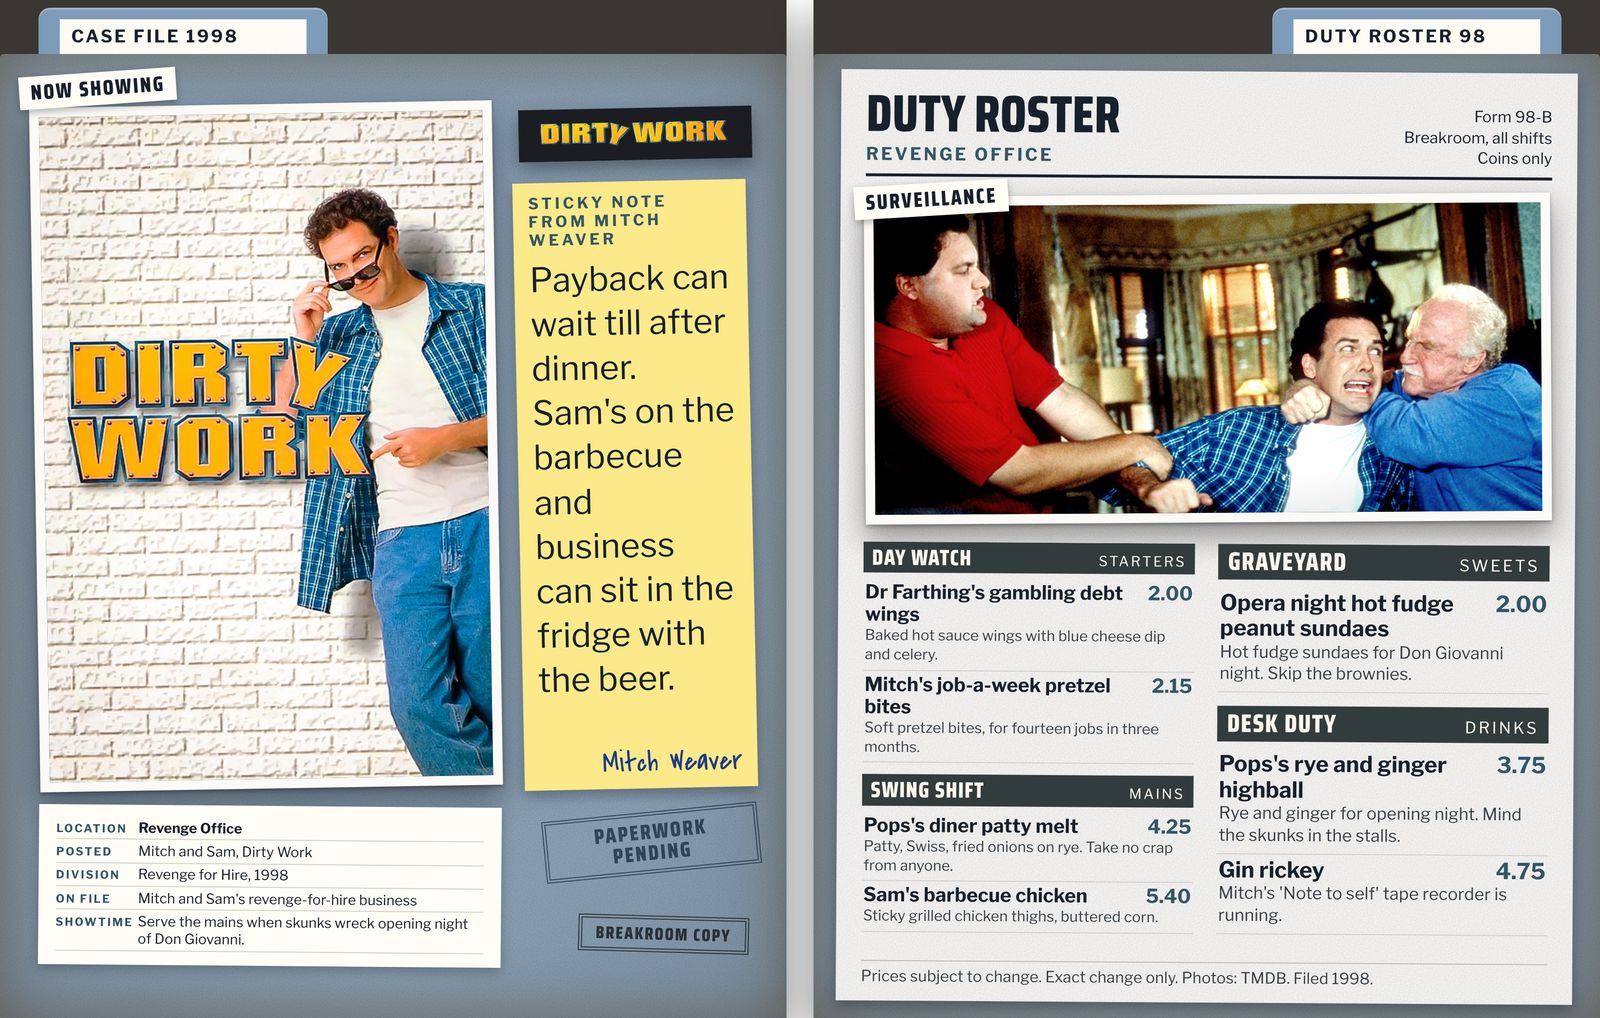 CASE FILE 1998
NOW SHOWING
DIRTY
WORK
DIRTY WORK
STICKY NOTE
FROM MITCH
WEAVER
Payback can
wait till after
dinner.
Sam's on the
barbecue
and
business
can sit in the
fridge with
the beer.
Mitch Weaver
LOCATION Revenge Office
POSTED Mitch and Sam, Dirty Work
DIVISION Revenge for Hire, 1998
ON FILE Mitch and Sam's revenge-for-hire business
SHOWTIME Serve the mains when skunks wreck opening night
of Don Giovanni.
PAPERWORK
PENDING
BREAKROOM COPY
DUTY ROSTER 98
DUTY ROSTER
REVENGE OFFICE
Form 98-B
Breakroom, all shifts
Coins only
SURVEILLANCE
DAY WATCH STARTERS
Dr Farthing's gambling debt 2.00
wings
Baked hot sauce wings with blue cheese dip
and celery.
Mitch's job-a-week pretzel 2.15
bites
Soft pretzel bites, for fourteen jobs in three
months.
SWING SHIFT MAINS
Pops's diner patty melt 4.25
Patty, Swiss, fried onions on rye. Take no crap
from anyone.
Sam's barbecue chicken 5.40
Sticky grilled chicken thighs, buttered corn.
GRAVEYARD SWEETS
Opera night hot fudge 2.00
peanut sundaes
Hot fudge sundaes for Don Giovanni
night. Skip the brownies.
DESK DUTY DRINKS
Pops's rye and ginger 3.75
highball
Rye and ginger for opening night. Mind
the skunks in the stalls.
Gin rickey 4.75
Mitch's 'Note to self' tape recorder is
running.
Prices subject to change. Exact change only. Photos: TMDB. Filed 1998.